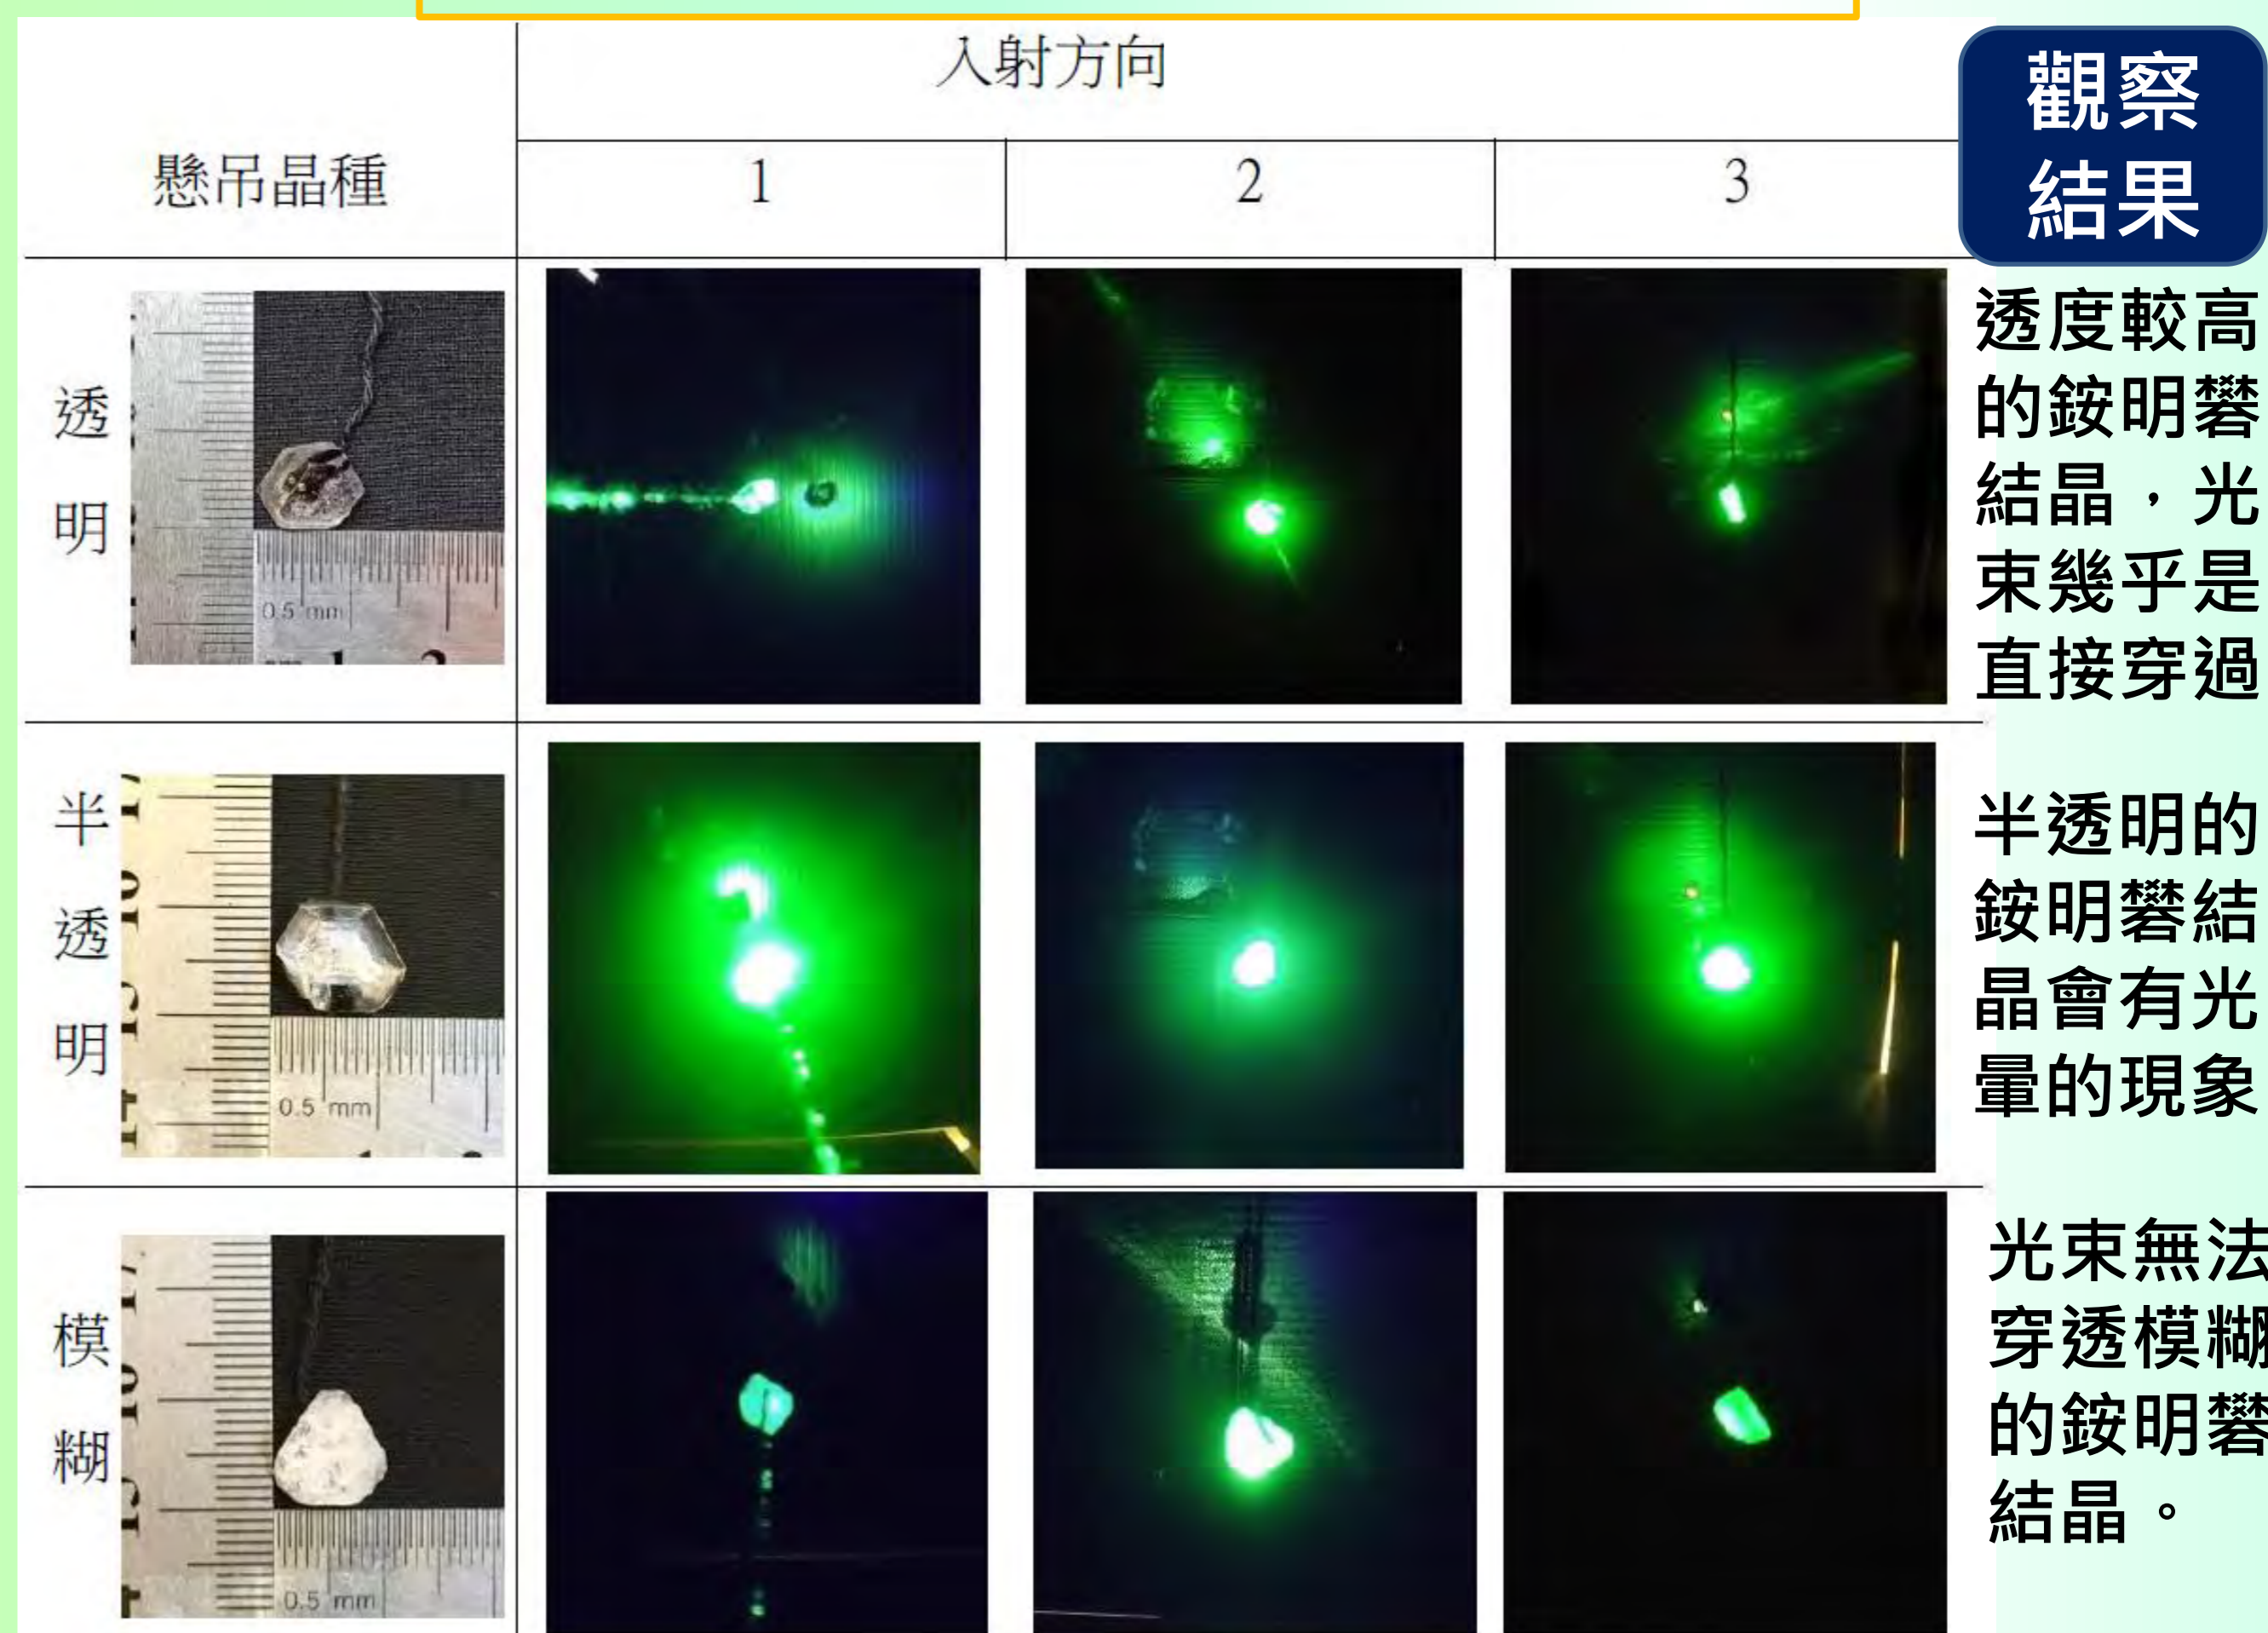 入射方向
觀察
結果
懸吊晶種
1
2
3
透
明
0.5 mm
透度較高
的銨明礬
結晶，光
束幾乎是
直接穿過
半
透
明
0.5 mm
半透明的
銨明礬結
晶會有光
暈的現象
模
糊
0.5 mm
光束無法
穿透模糊
的銨明礬
結晶。